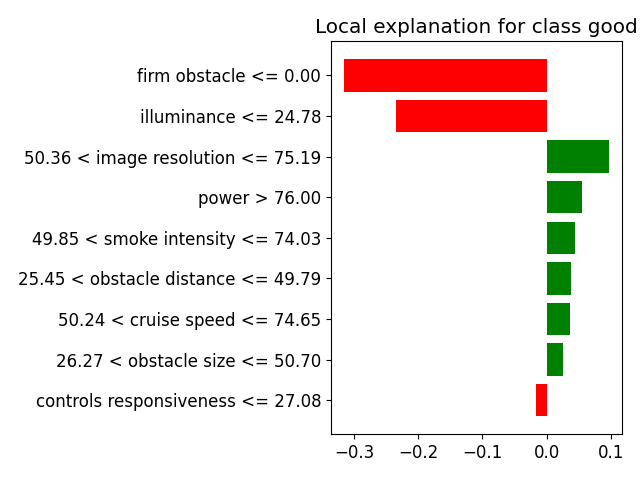 Local explanation for class good
firm obstacle <= 0.00
illuminance <= 24.78
50.36 < image resolution <= 75.19
power > 76.00
49.85 < smoke intensity <= 74.03
25.45 < obstacle distance <= 49.79
50.24 < cruise speed <= 74.65
26.27 < obstacle size <= 50.70
controls responsiveness <= 27.08
−0.3 −0.2 −0.1 0.0 0.1